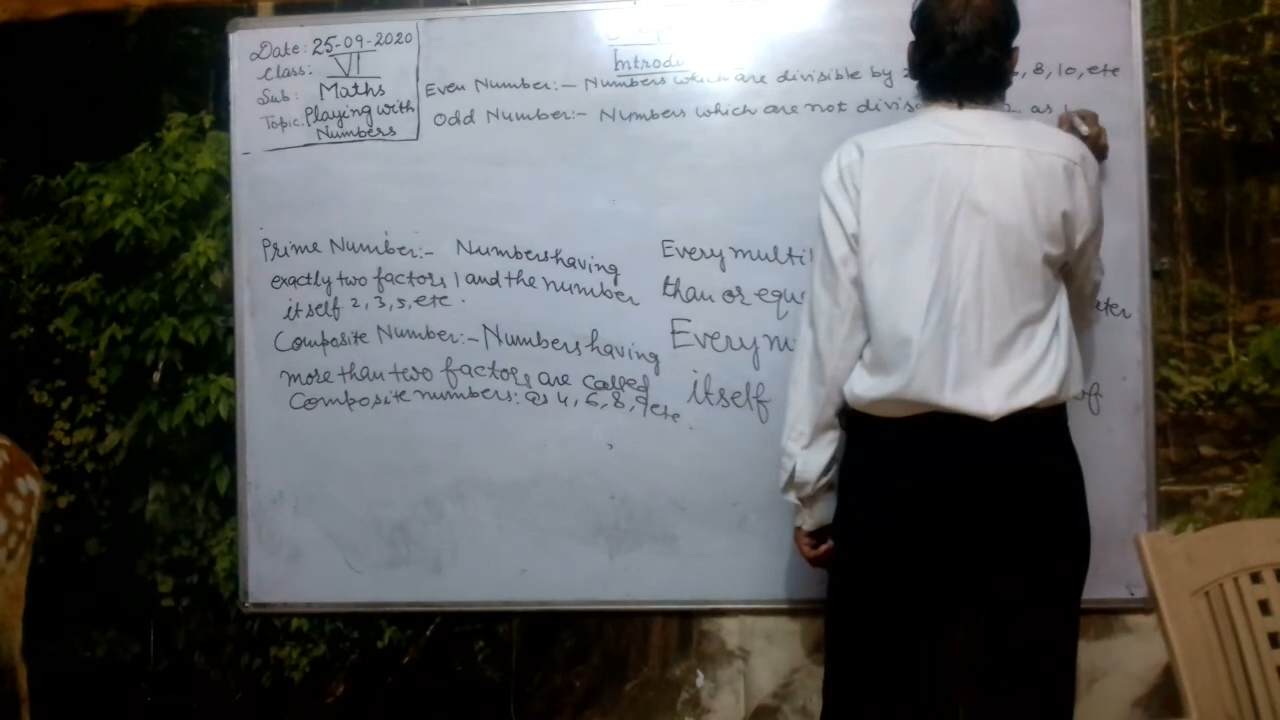 Date: 25-09-2020
Class: VI
Sub: Maths
Topic: Playing with
Numbers
Introdu
Even Number:- Numbers which are divisible by 8, 10, etc
Odd Number:- Numbers which are not divis as
Prime Number:- Numbers having
exactly two factors 1 and the number
itself 2, 3, 5, etc.
Composite Number:- Numbers having
more than two factors are called
Composite numbers: as 4, 6, 8, 9 etc.
Every multi
than or equ
Every m
itself of